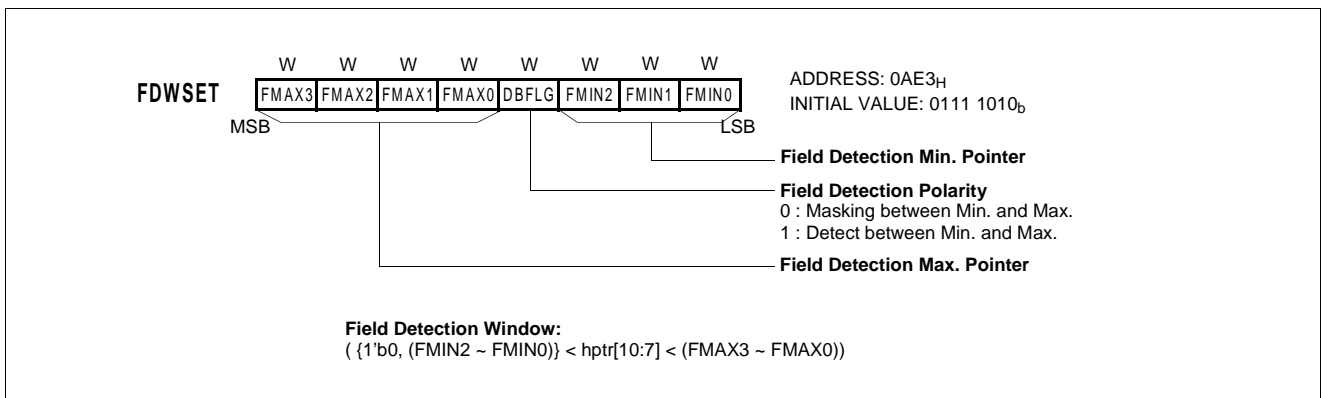 W W W W W W W W
FDWSET FMAX3 FMAX2 FMAX1 FMAX0 DBFLG FMIN2 FMIN1 FMIN0
ADDRESS: 0AE3H
INITIAL VALUE: 0111 1010b
MSB LSB
Field Detection Min. Pointer
Field Detection Polarity
0 : Masking between Min. and Max.
1 : Detect between Min. and Max.
Field Detection Max. Pointer
Field Detection Window:
( {1'b0, (FMIN2 ~ FMIN0)} < hptr[10:7] < (FMAX3 ~ FMAX0))